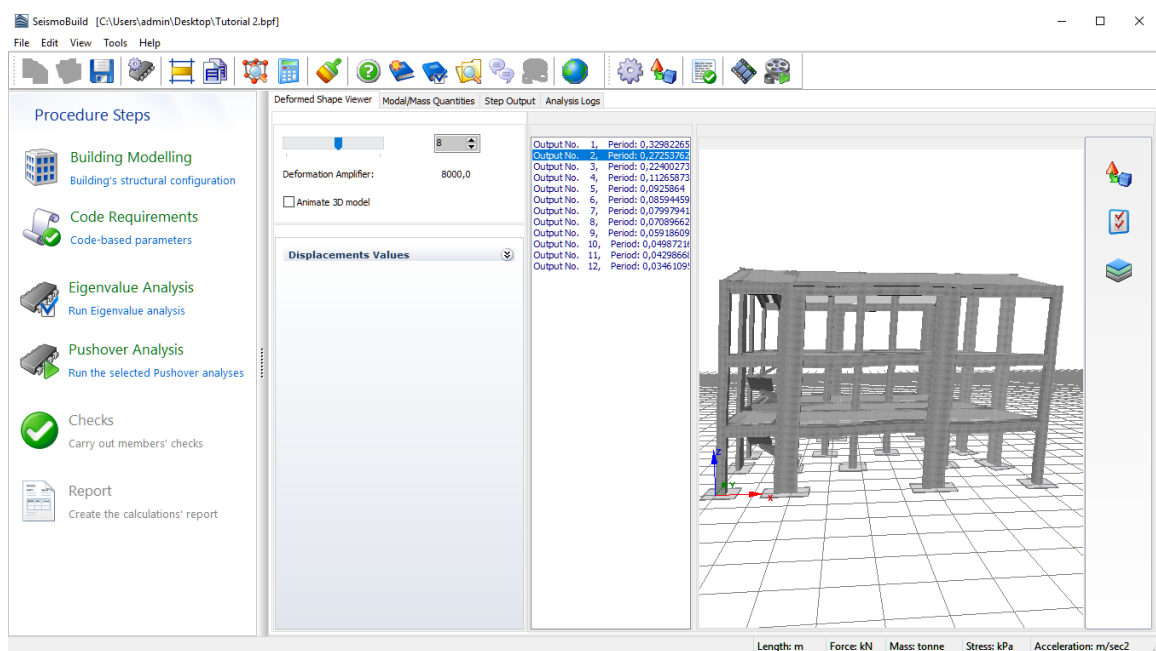 SeismoBuild [C:\Users\admin\Desktop\Tutorial 2.bpf]
File Edit View Tools Help
Procedure Steps
Building Modelling
Building's structural configuration
Code Requirements
Code-based parameters
Eigenvalue Analysis
Run Eigenvalue analysis
Pushover Analysis
Run the selected Pushover analyses
Checks
Carry out members' checks
Report
Create the calculations' report
Deformed Shape Viewer Modal/Mass Quantities Step Output Analysis Logs
8
Deformation Amplifier: 8000,0
Animate 3D model
Displacements Values
Output No. 1, Period: 0,32982265
Output No. 2, Period: 0,27253762
Output No. 3, Period: 0,22400273
Output No. 4, Period: 0,11265873
Output No. 5, Period: 0,0925864
Output No. 6, Period: 0,08594459
Output No. 7, Period: 0,07997941
Output No. 8, Period: 0,07089662
Output No. 9, Period: 0,05918609
Output No. 10, Period: 0,0498721
Output No. 11, Period: 0,0429866
Output No. 12, Period: 0,0346109
Z
Y
X
Length: m Force: kN Mass: tonne Stress: kPa Acceleration: m/sec2